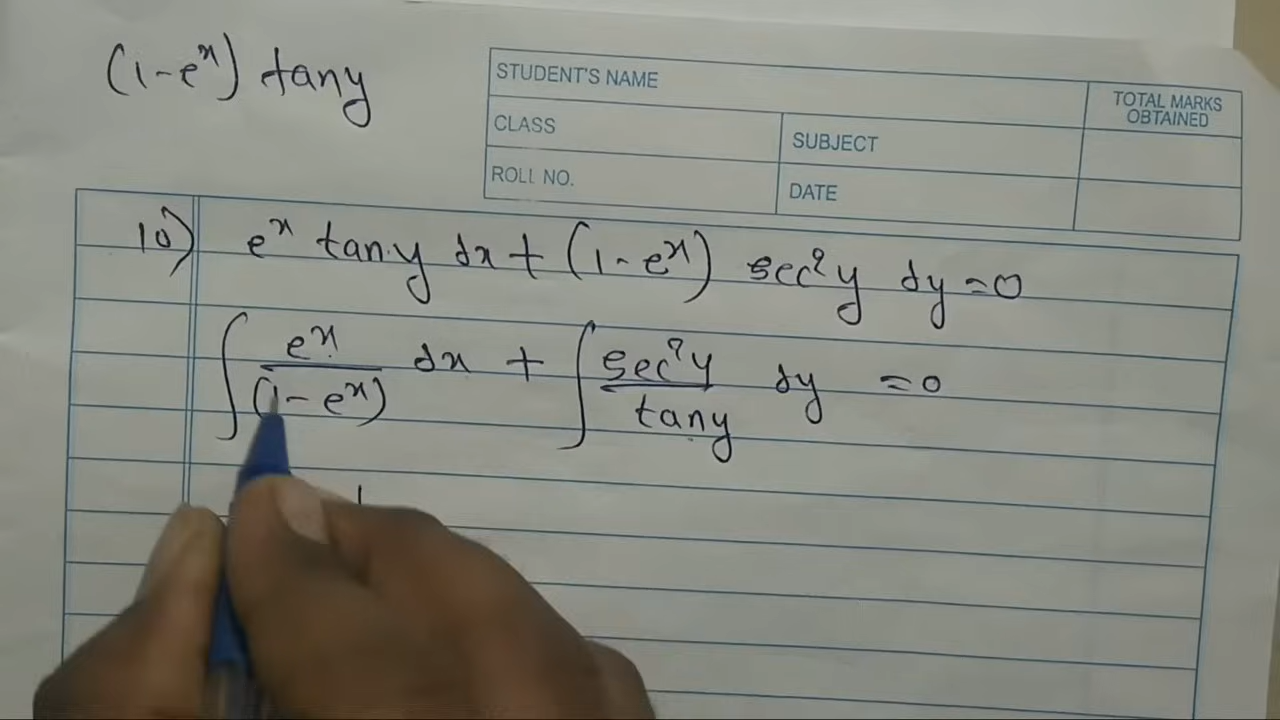 (1-eˣ) tany
STUDENT'S NAME
TOTAL MARKS OBTAINED
CLASS
SUBJECT
ROLL NO.
DATE
10) eˣ tany dx + (1-eˣ) sec²y dy = 0
∫ eˣ/(1-eˣ) dx + ∫ sec²y/tany dy = 0